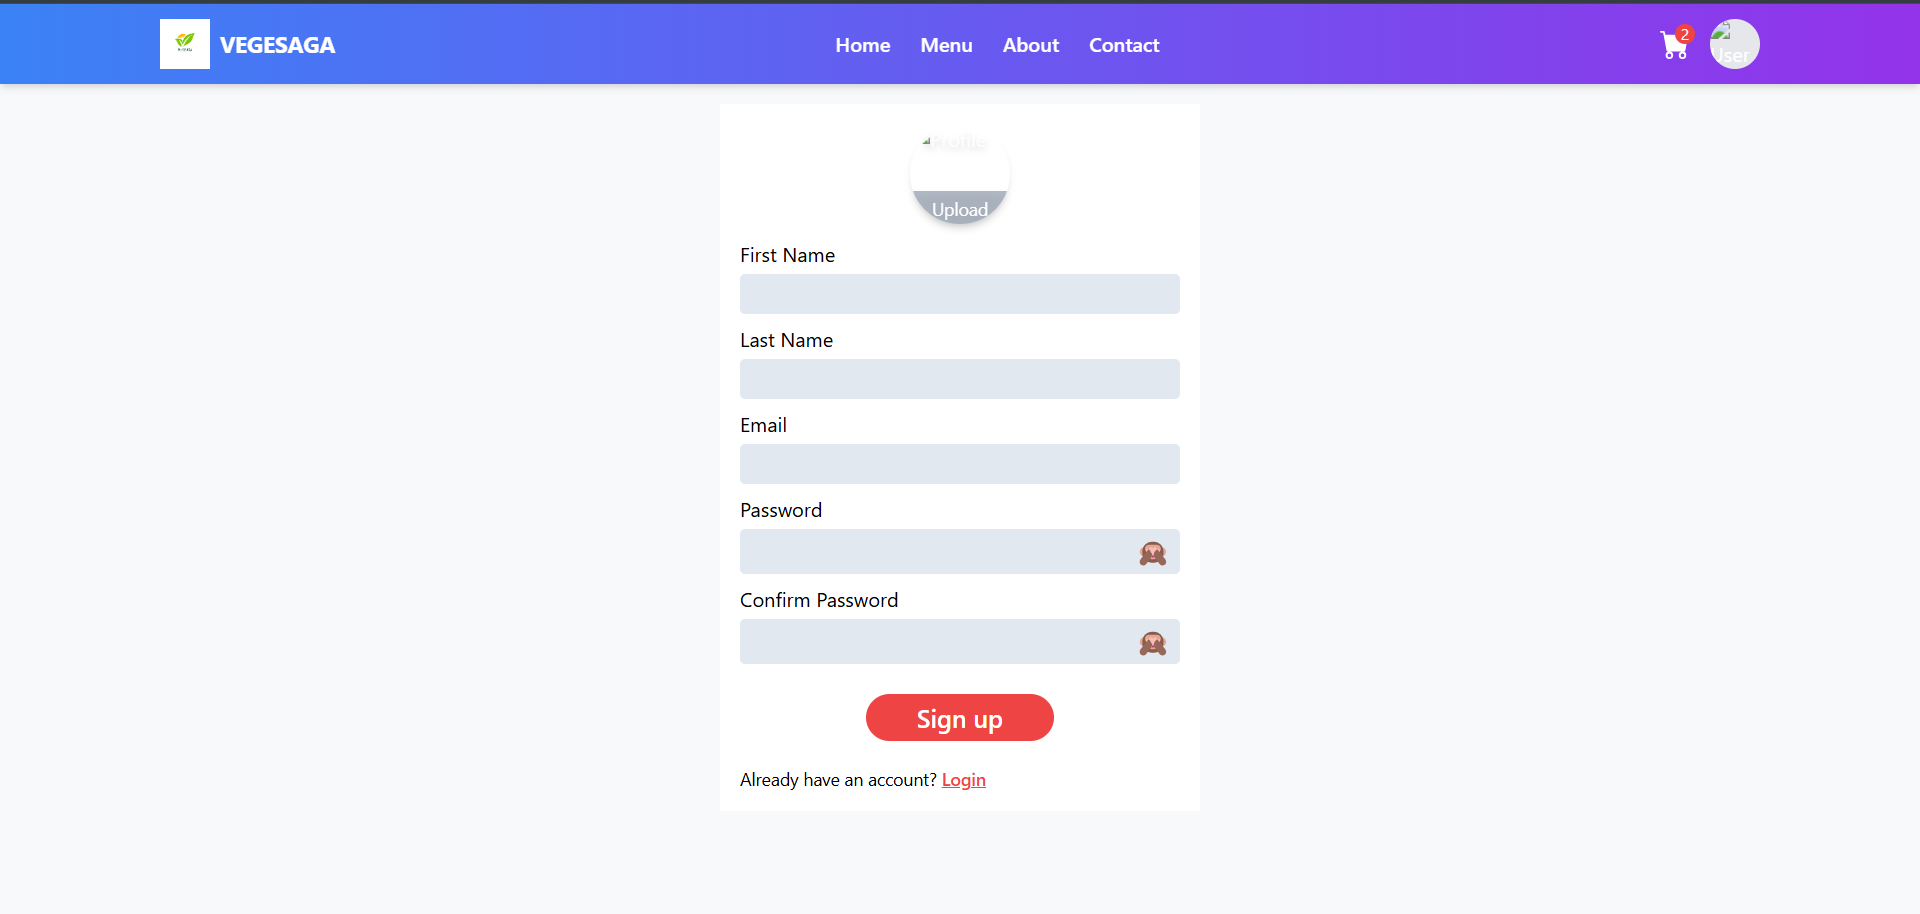 VEGESAGA
Home
Menu
About
Contact
2
User
Profile
Upload
First Name
Last Name
Email
Password
Confirm Password
Sign up
Already have an account? Login